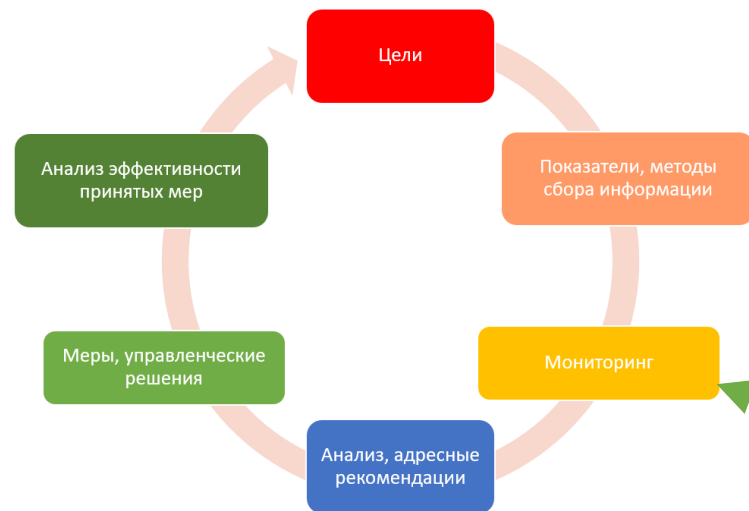 Цели
Показатели, методы
сбора информации
Мониторинг
Анализ, адресные
рекомендации
Меры, управленческие
решения
Анализ эффективности
принятых мер